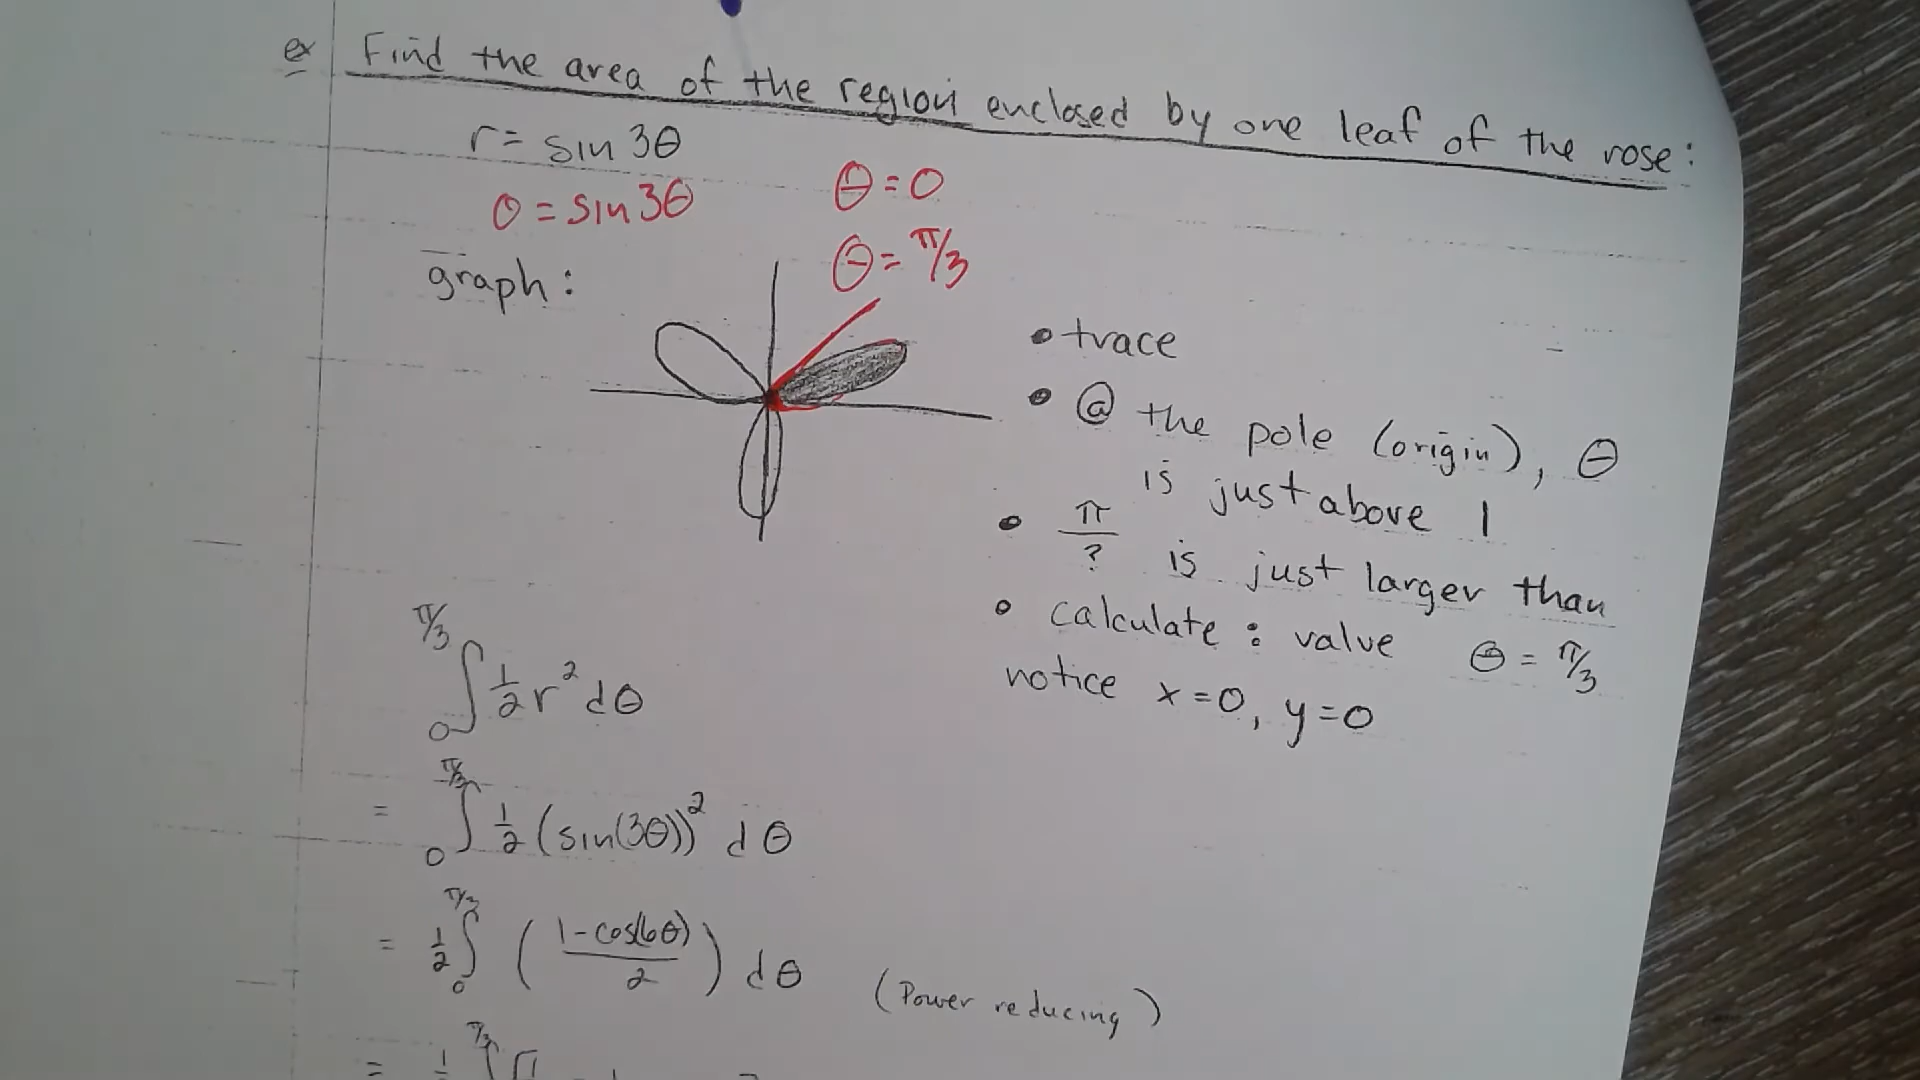 ex Find the area of the region enclosed by one leaf of the rose:
r = sin 3θ
0 = sin 3θ
θ = 0
θ = π/3
graph:
• trace
• @ the pole (origin), θ
is just above 1
• π/? is just larger than
• calculate : value θ = π/3
notice x = 0, y = 0
∫₀^π/3 1/2 r² dθ
= ∫₀^π/3 1/2 (sin(3θ))² dθ
= 1/2 ∫₀^π/3 ( (1 - cos(6θ))/2 ) dθ (Power reducing)